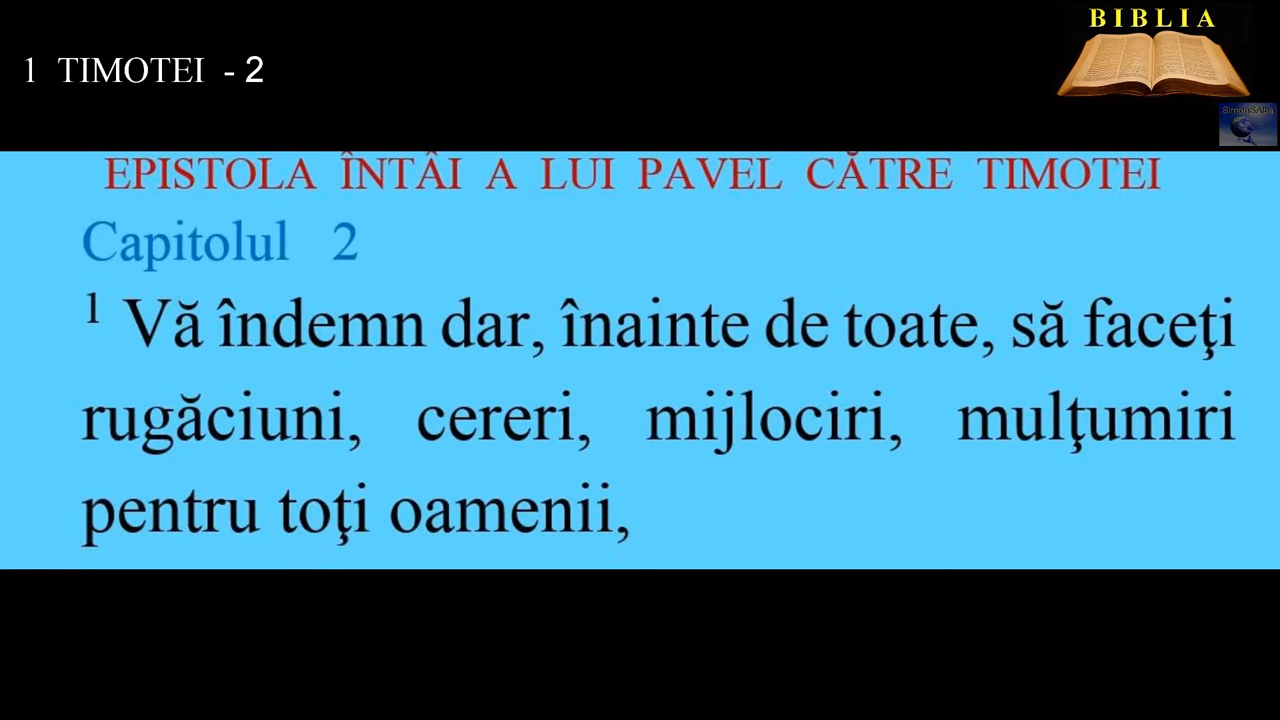 BIBLIA
1 TIMOTEI - 2
SimonSAlba
EPISTOLA ÎNTÂI A LUI PAVEL CĂTRE TIMOTEI
Capitolul 2
1 Vă îndemn dar, înainte de toate, să faceţi
rugăciuni, cereri, mijlociri, mulţumiri
pentru toţi oamenii,